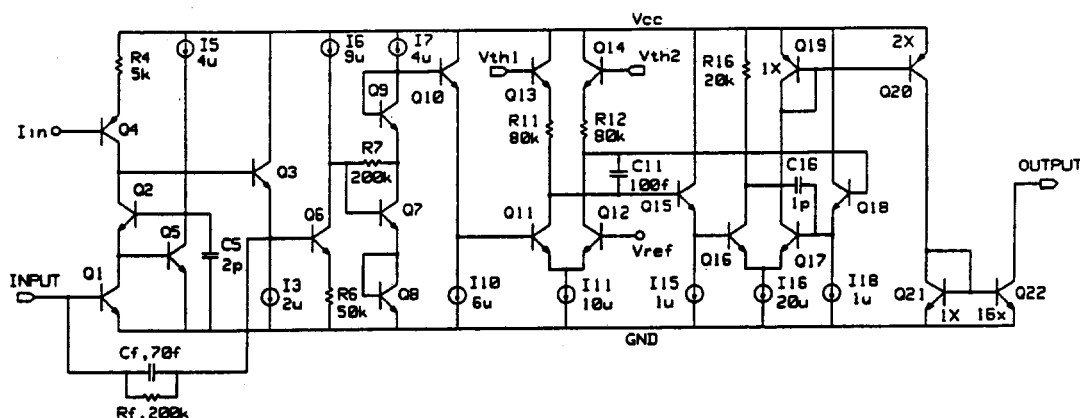 Vcc
R4
5k
I5
4u
I6
9u
I7
4u
Q14
Q19
2X
Vth1
Vth2
R16
20k
1X
Iin
Q4
Q9
Q10
Q13
Q20
R11
80k
R12
80k
R7
200k
C11
100f
C16
1p
OUTPUT
Q2
Q3
Q5
C5
2p
Q6
Q7
Q11
Q12
Q15
Q18
Vref
Q16
Q17
INPUT
Q1
I3
2u
R6
50k
Q8
I10
6u
I11
10u
I15
1u
I16
20u
I18
1u
Q21
Q22
1X
16x
GND
Cf,70f
Rf,200k